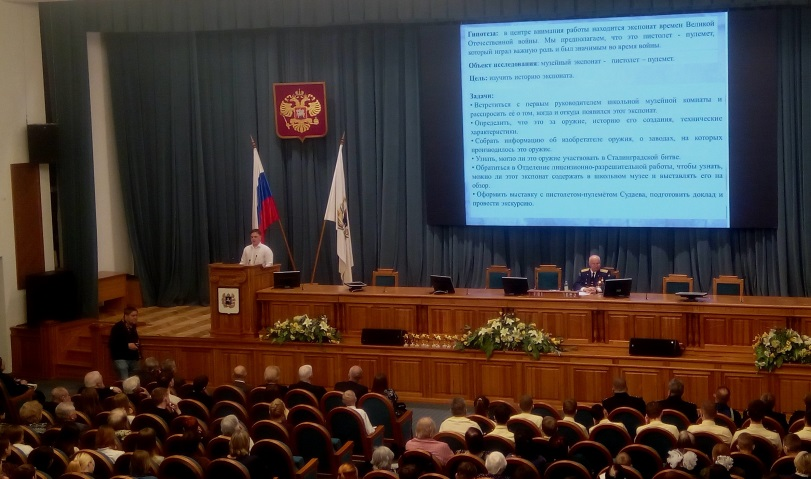 Гипотеза: в центре внимания работы находится экспонат времен Великой
Отечественной войны. Мы предполагаем, что это пистолет - пулемет,
который играл важную роль и был значимым во время войны.
Объект исследования: музейный экспонат - пистолет – пулемет.
Цель: изучить историю экспоната.
Задачи:
• Встретиться с первым руководителем школьной музейной комнаты и
расспросить её о том, когда и откуда появился этот экспонат.
• Определить, что это за оружие, историю его создания, технические
характеристики.
• Собрать информацию об изобретателе оружия, о заводах, на которых
производилось это оружие.
• Узнать, могло ли это оружие участвовать в Сталинградской битве.
• Обратиться в Отделение лицензионно-разрешительной работы, чтобы узнать,
можно ли этот экспонат содержать в школьном музее и выставлять его на
обзор.
• Оформить выставку с пистолетом-пулемётом Судаева, подготовить доклад и
провести экскурсию.